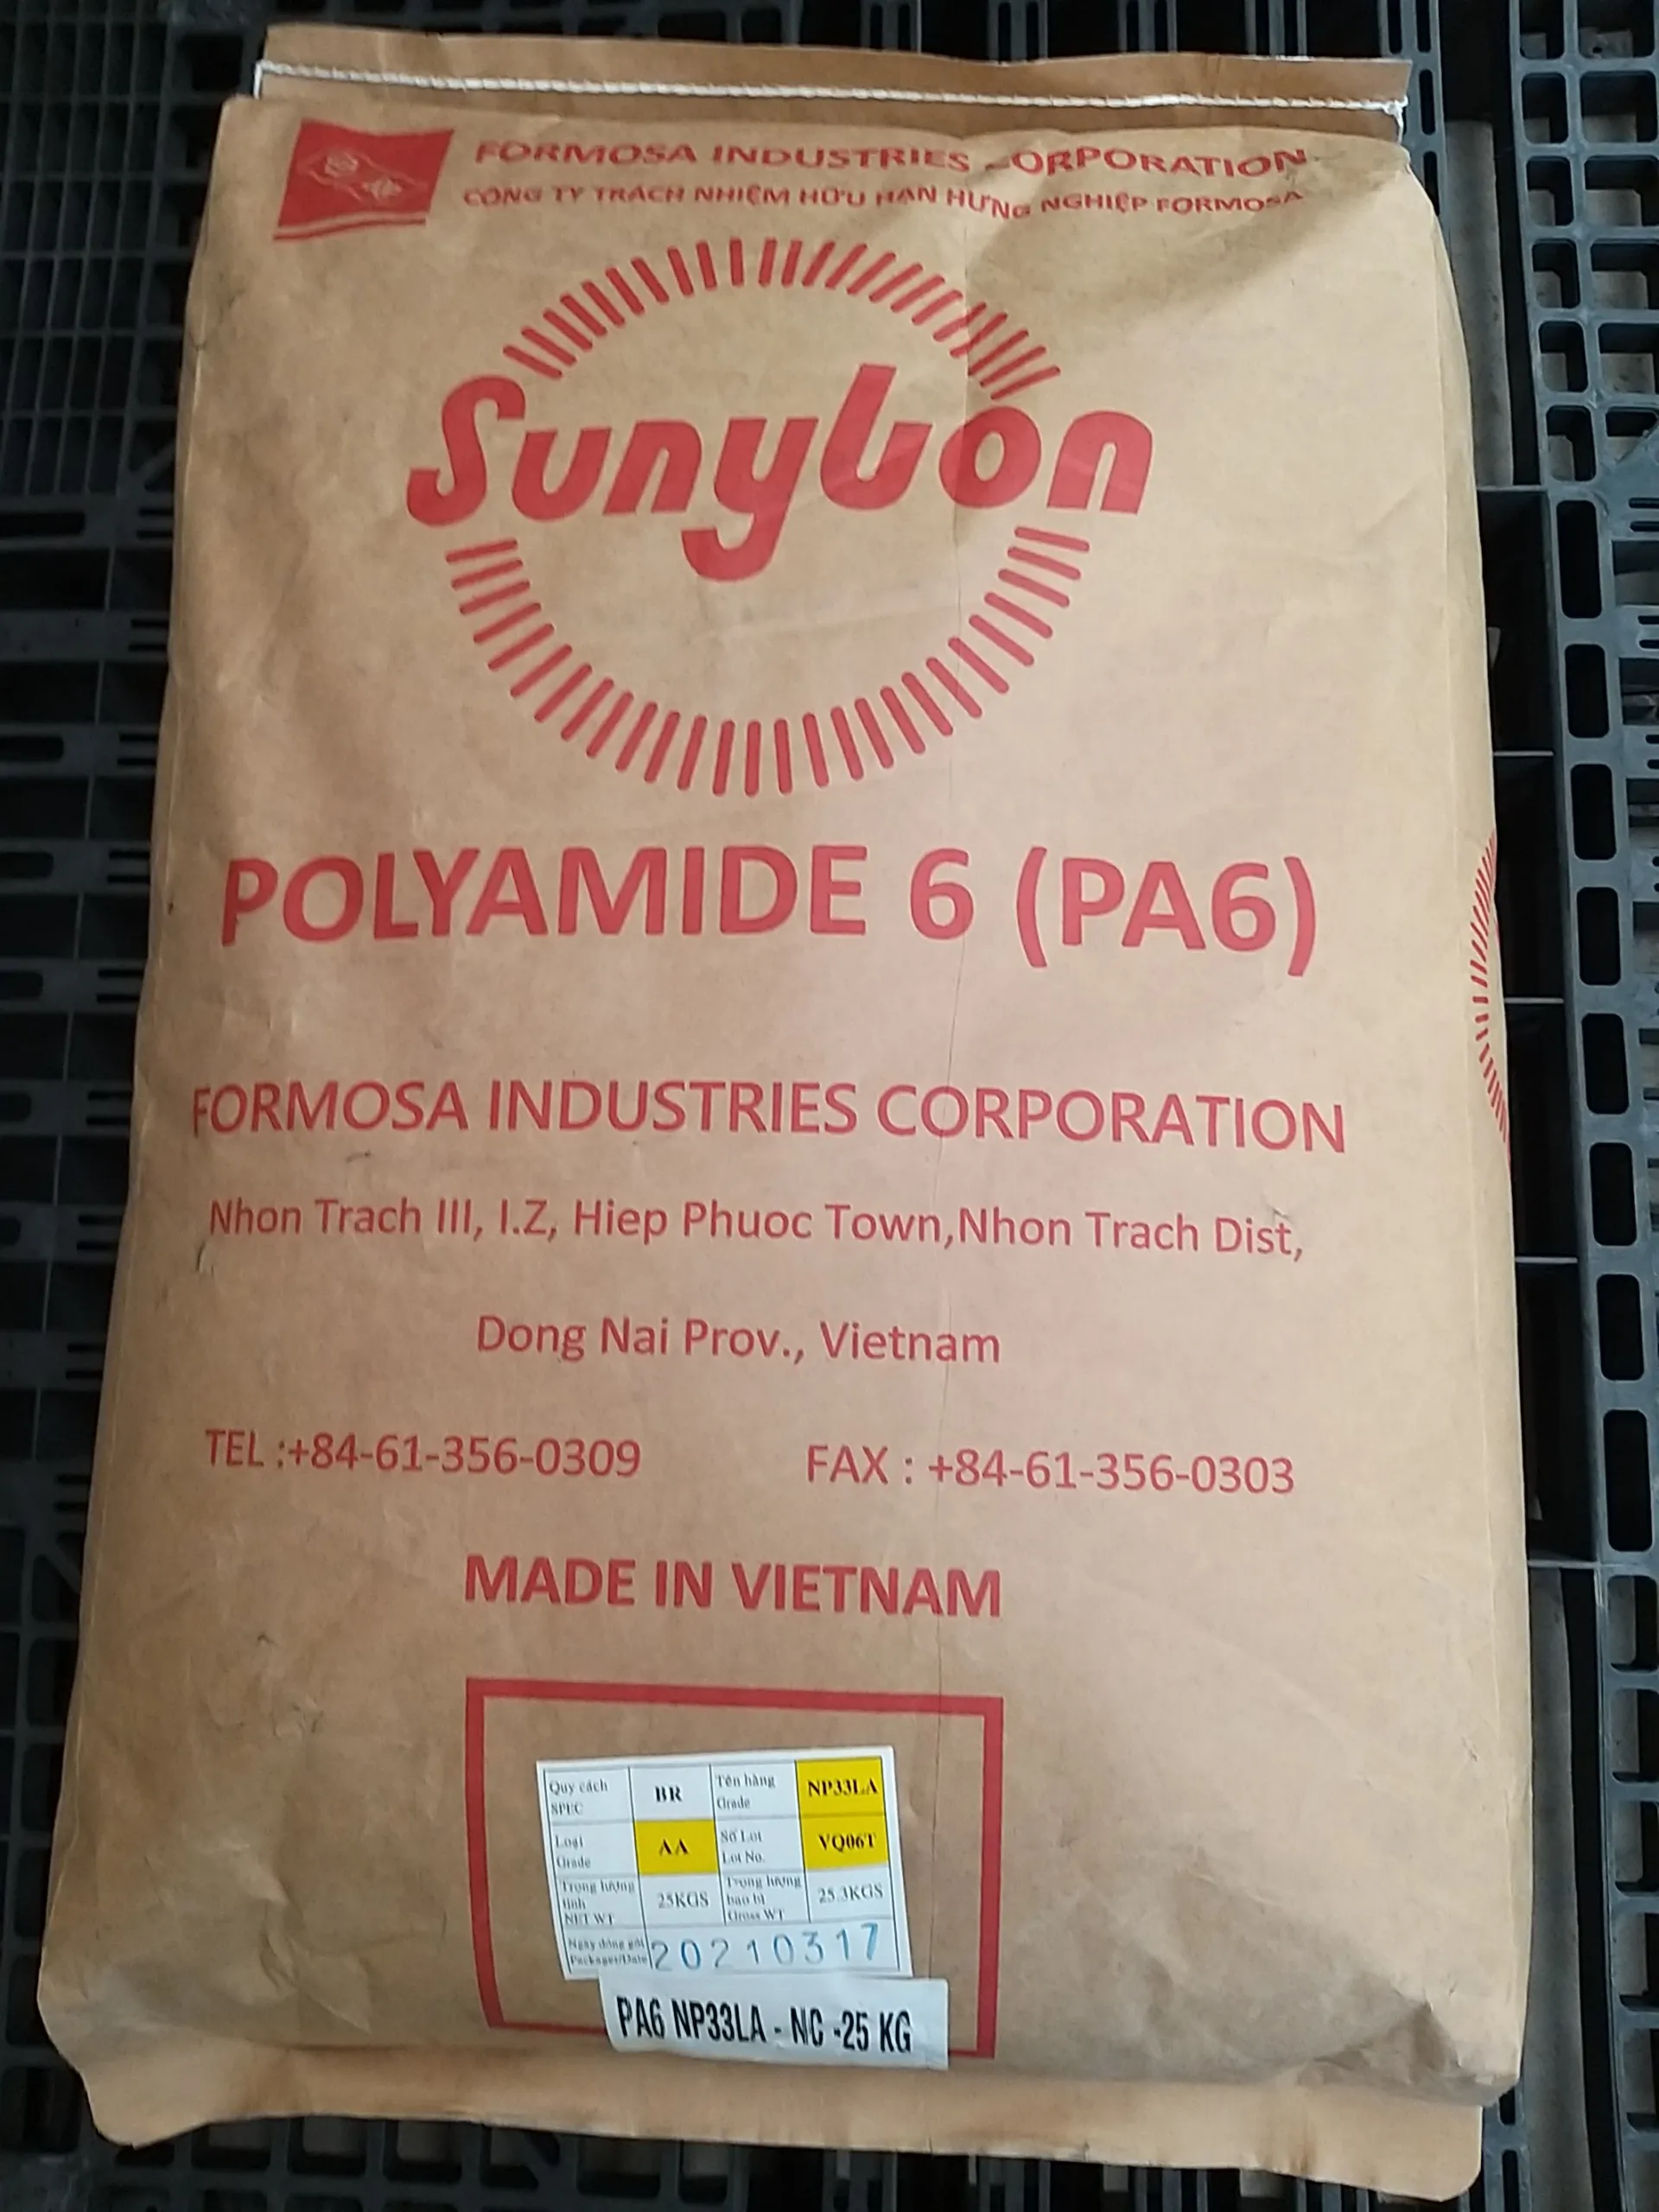 FORMOSA INDUSTRIES CORPORATION
CÔNG TY TRÁCH NHIỆM HỮU HẠN HƯNG NGHIỆP FORMOSA
Sunylon
POLYAMIDE 6 (PA6)
FORMOSA INDUSTRIES CORPORATION
Nhon Trach III, I.Z, Hiep Phuoc Town,Nhon Trach Dist,
Dong Nai Prov., Vietnam
TEL :+84-61-356-0309 FAX : +84-61-356-0303
MADE IN VIETNAM
Quy cách SPEC BR Tên hàng Grade NP33LA
Loại Grade AA Số Lot Lot No. VQ06T
Trọng lượng tịnh NET WT 25KGS Trọng lượng bao bì Gross WT 25.3KGS
Ngày đóng gói Packages/Date 20210317
PA6 NP33LA - NC -25 KG